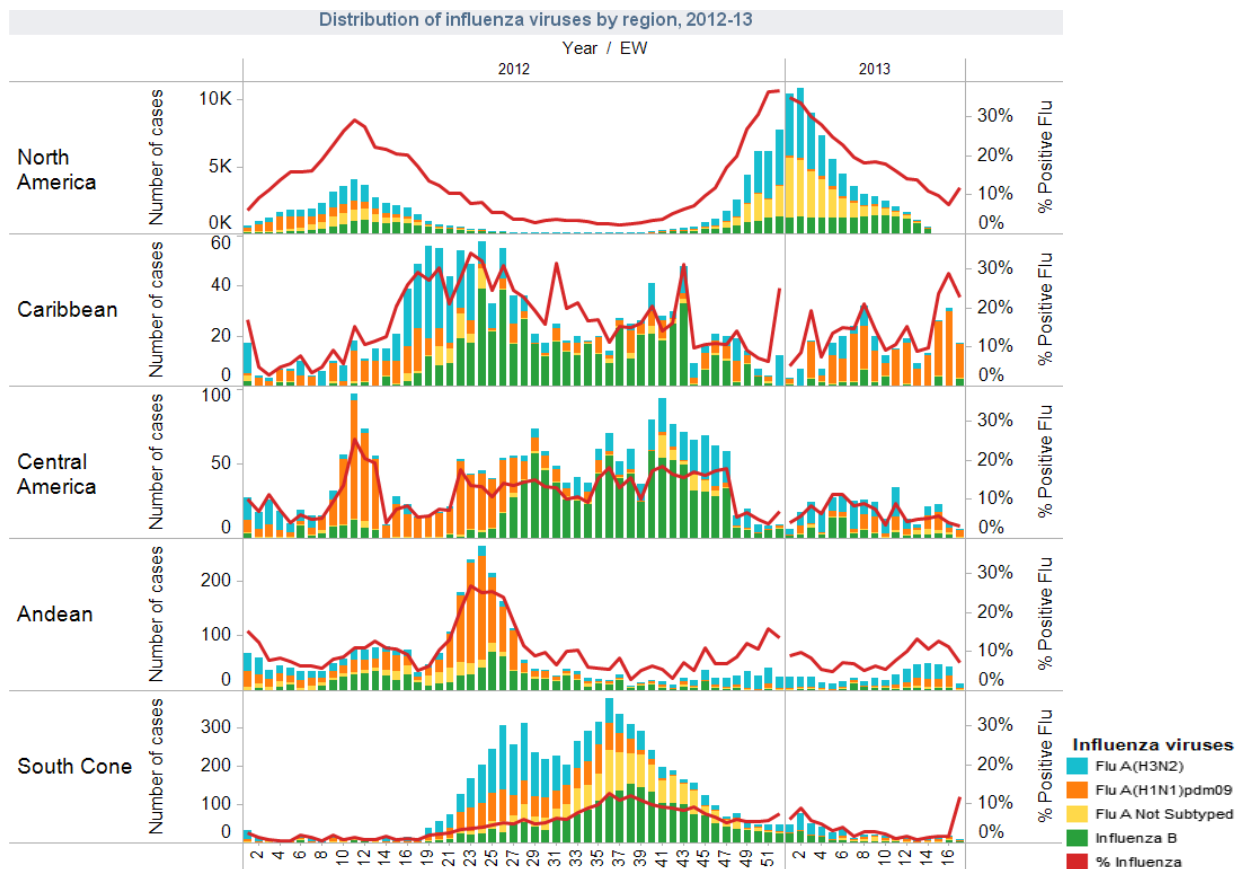 Distribution of influenza viruses by region, 2012-13
Year / EW
2012 2013
North
America
Number of cases
10K
5K
0K
30%
20%
10%
0%
% Positive Flu
Caribbean
Number of cases
60
40
20
0
30%
20%
10%
0%
% Positive Flu
Central
America
Number of cases
100
50
0
30%
20%
10%
0%
% Positive Flu
Andean
Number of cases
200
100
0
30%
20%
10%
0%
% Positive Flu
South Cone
Number of cases
300
200
100
0
30%
20%
10%
0%
% Positive Flu
2 4 6 8 10 12 14 16 19 21 23 25 27 29 31 33 35 37 39 41 43 45 47 49 51 2 4 6 8 10 12 14 16
Influenza viruses
Flu A(H3N2)
Flu A(H1N1)pdm09
Flu A Not Subtyped
Influenza B
% Influenza